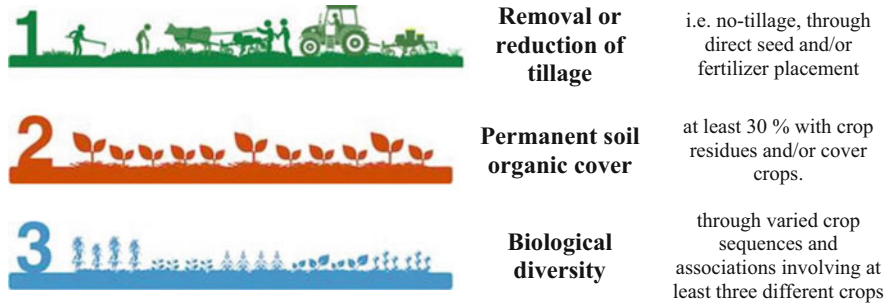 1
Removal or
reduction of
tillage
i.e. no-tillage, through
direct seed and/or
fertilizer placement
2
Permanent soil
organic cover
at least 30 % with crop
residues and/or cover
crops.
3
Biological
diversity
through varied crop
sequences and
associations involving at
least three different crops